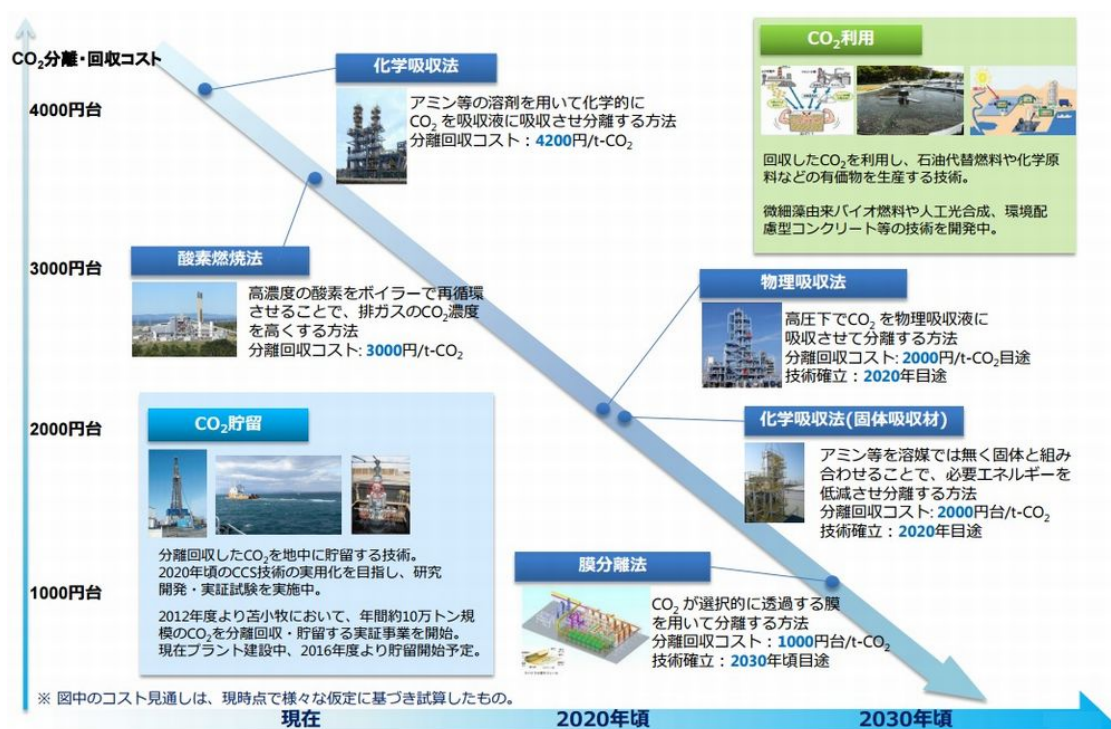 CO2分離・回収コスト
4000円台
3000円台
2000円台
1000円台
化学吸収法
アミン等の溶剤を用いて化学的に
CO2を吸収液に吸収させ分離する方法
分離回収コスト：4200円/t-CO2
酸素燃焼法
高濃度の酸素をボイラーで再循環
させることで、排ガスのCO2濃度
を高くする方法
分離回収コスト: 3000円/t-CO2
CO2利用
回収したCO2を利用し、石油代替燃料や化学原
料などの有価物を生産する技術。
微細藻由来バイオ燃料や人工光合成、環境配
慮型コンクリート等の技術を開発中。
物理吸収法
高圧下でCO2を物理吸収液に
吸収させて分離する方法
分離回収コスト: 2000円/t-CO2目途
技術確立：2020年目途
CO2貯留
分離回収したCO2を地中に貯留する技術。
2020年頃のCCS技術の実用化を目指し、研究
開発・実証試験を実施中。
2012年度より苫小牧において、年間約10万トン規
模のCO2を分離回収・貯留する実証事業を開始。
現在プラント建設中、2016年度より貯留開始予定。
化学吸収法(固体吸収材)
アミン等を溶媒では無く固体と組み
合わせることで、必要エネルギーを
低減させ分離する方法
分離回収コスト: 2000円台/t-CO2
技術確立：2020年目途
膜分離法
CO2が選択的に透過する膜
を用いて分離する方法
分離回収コスト：1000円台/t-CO2
技術確立：2030年頃目途
※ 図中のコスト見通しは、現時点で様々な仮定に基づき試算したもの。
現在
2020年頃
2030年頃